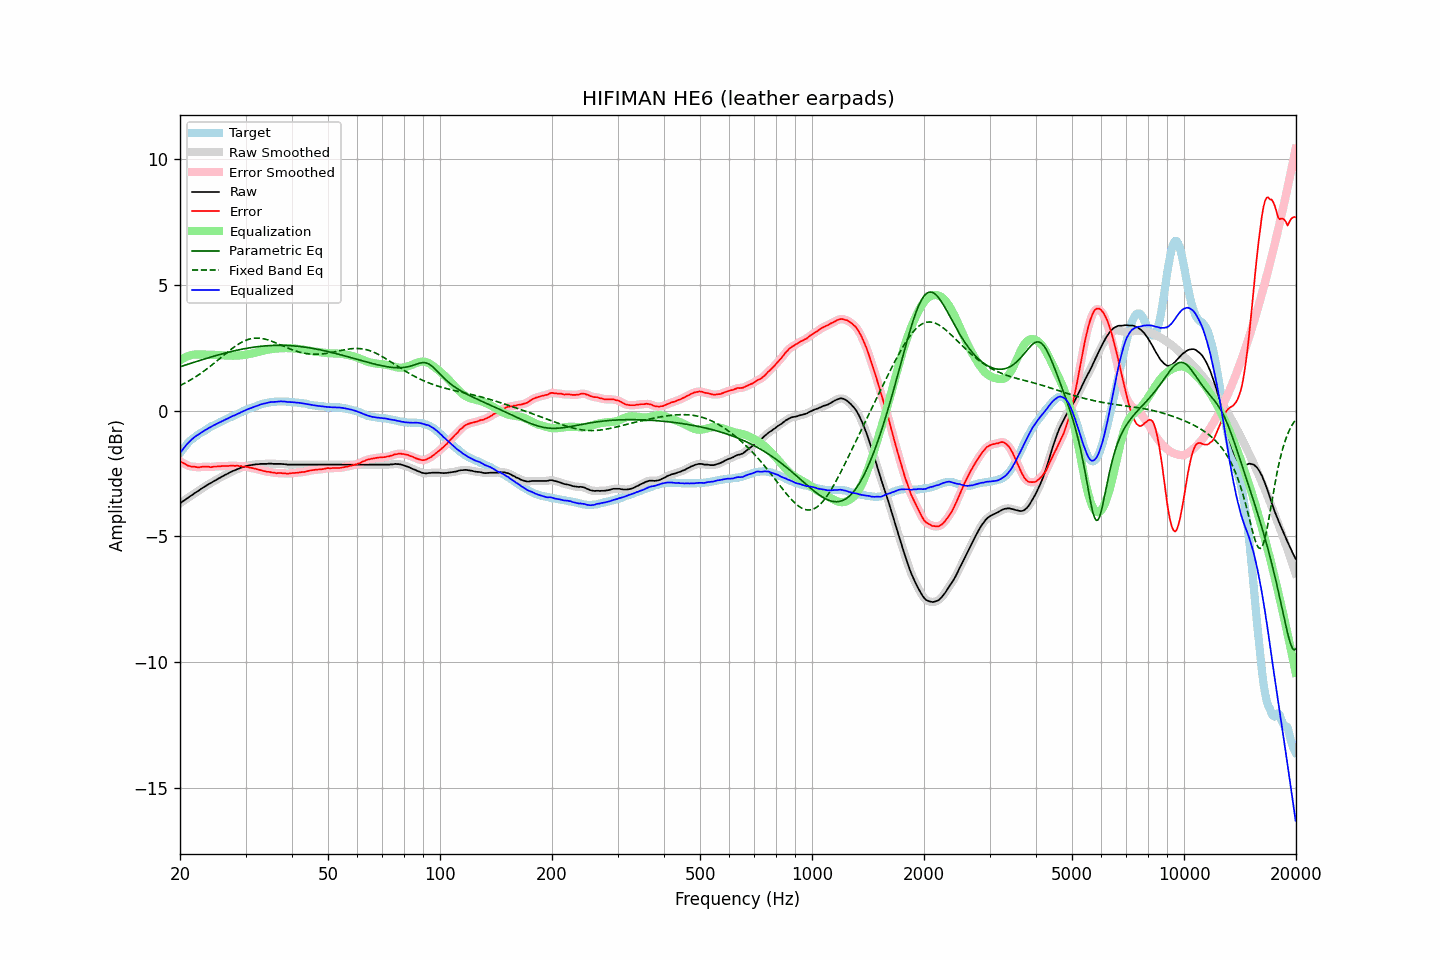 HIFIMAN HE6 (leather earpads)
Target
Raw Smoothed
Error Smoothed
Raw
Error
Equalization
Parametric Eq
Fixed Band Eq
Equalized
10
5
0
−5
−10
−15
Amplitude (dBr)
20 50 100 200 500 1000 2000 5000 10000 20000
Frequency (Hz)